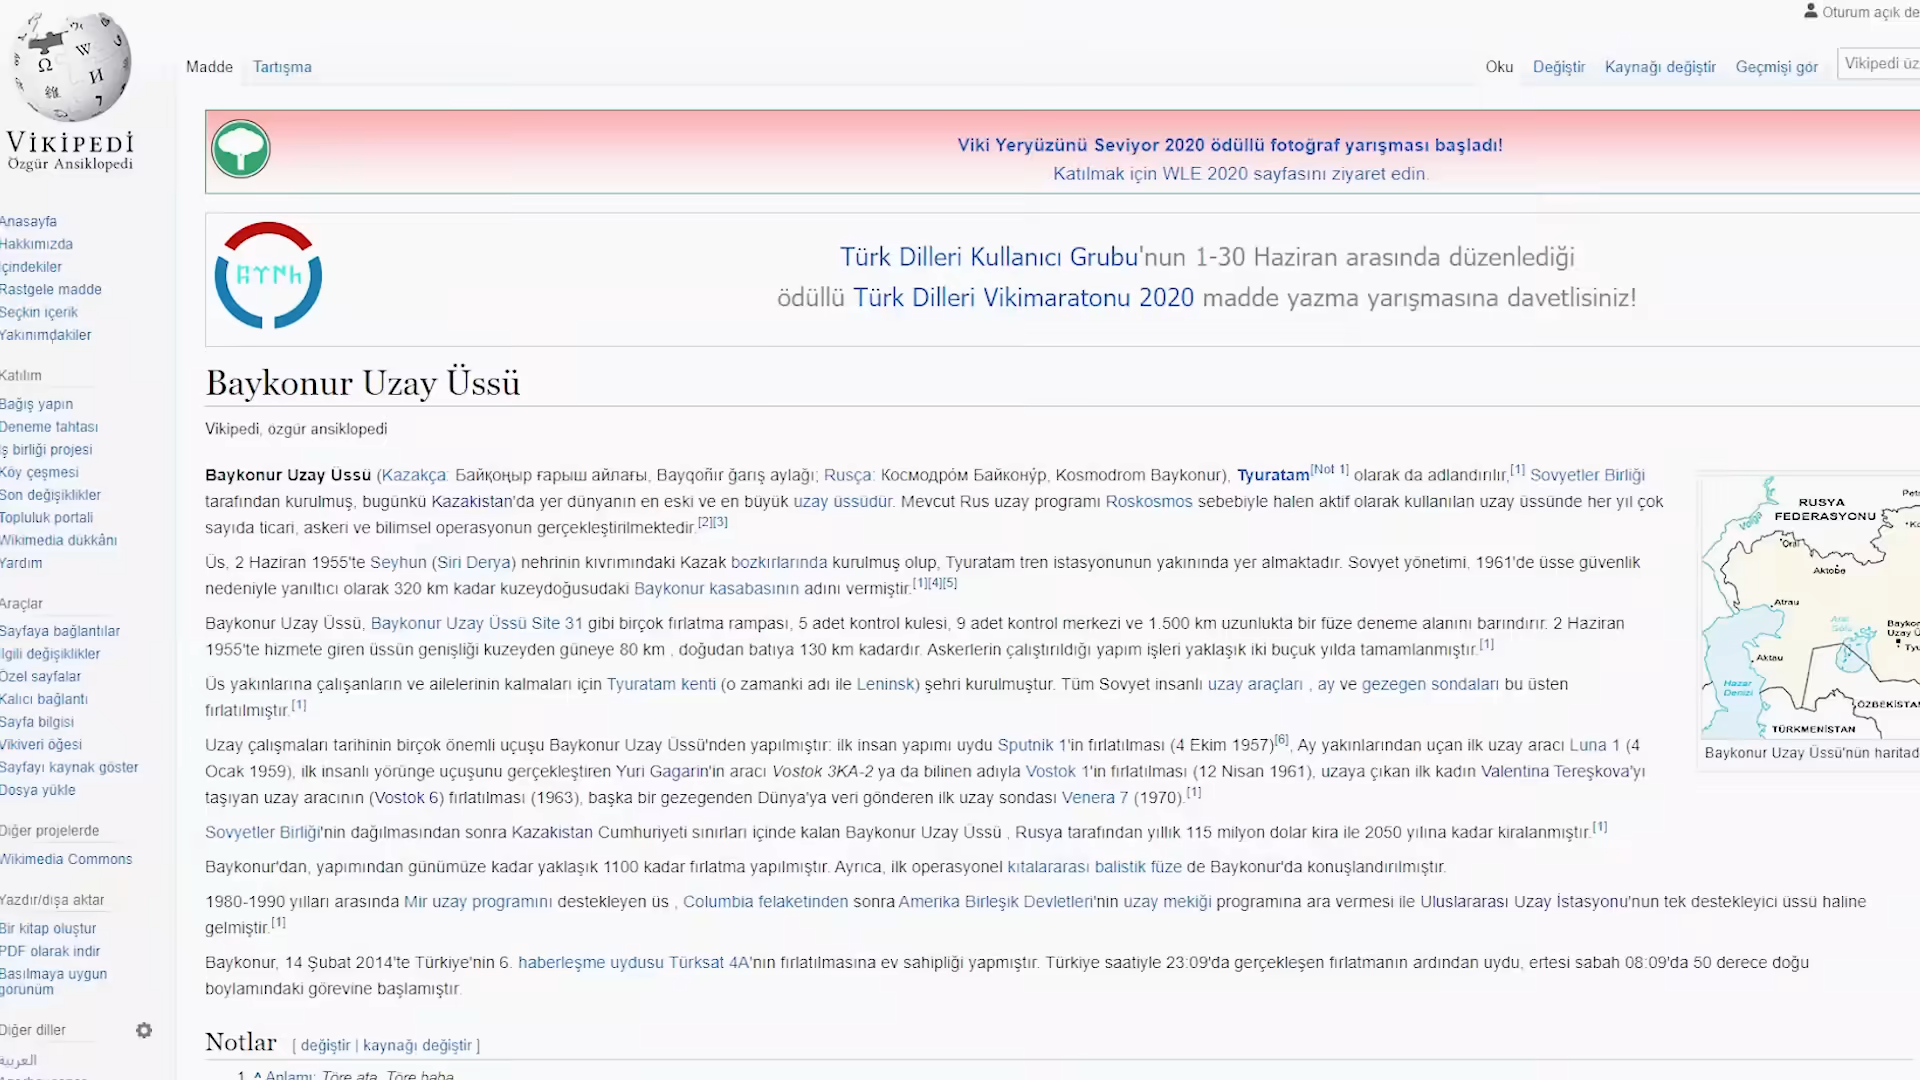 Oturum açık de
Madde
Tartışma
Oku
Değiştir
Kaynağı değiştir
Geçmişi gör
Vikipedi üz
VİKİPEDİ
Özgür Ansiklopedi
Viki Yeryüzünü Seviyor 2020 ödüllü fotoğraf yarışması başladı!
Katılmak için WLE 2020 sayfasını ziyaret edin.
Türk Dilleri Kullanıcı Grubu'nun 1-30 Haziran arasında düzenlediği
ödüllü Türk Dilleri Vikimaratonu 2020 madde yazma yarışmasına davetlisiniz!
Anasayfa
Hakkımızda
İçindekiler
Rastgele madde
Seçkin içerik
Yakınımdakiler
Katılım
Bağış yapın
Deneme tahtası
İş birliği projesi
Köy çeşmesi
Son değişiklikler
Topluluk portali
Wikimedia dükkânı
Yardım
Araçlar
Sayfaya bağlantılar
İlgili değişiklikler
Özel sayfalar
Kalıcı bağlantı
Sayfa bilgisi
Vikiveri öğesi
Sayfayı kaynak göster
Dosya yükle
Diğer projelerde
Wikimedia Commons
Yazdır/dışa aktar
Bir kitap oluştur
PDF olarak indir
Basılmaya uygun
görünüm
Diğer diller
العربية
Baykonur Uzay Üssü
Vikipedi, özgür ansiklopedi
Baykonur Uzay Üssü (Kazakça: Байқоңыр ғарыш айлағы, Bayqoñir ğarış aylağı; Rusça: Космодро́м Байкону́р, Kosmodrom Baykonur), Tyuratam[Not 1] olarak da adlandırılır,[1] Sovyetler Birliği
tarafından kurulmuş, bugünkü Kazakistan'da yer dünyanın en eski ve en büyük uzay üssüdür. Mevcut Rus uzay programı Roskosmos sebebiyle halen aktif olarak kullanılan uzay üssünde her yıl çok
sayıda ticari, askeri ve bilimsel operasyonun gerçekleştirilmektedir.[2][3]
Üs, 2 Haziran 1955'te Seyhun (Siri Derya) nehrinin kıvrımındaki Kazak bozkırlarında kurulmuş olup, Tyuratam tren istasyonunun yakınında yer almaktadır. Sovyet yönetimi, 1961'de üsse güvenlik
nedeniyle yanıltıcı olarak 320 km kadar kuzeydoğusudaki Baykonur kasabasının adını vermiştir.[1][4][5]
Baykonur Uzay Üssü, Baykonur Uzay Üssü Site 31 gibi birçok fırlatma rampası, 5 adet kontrol kulesi, 9 adet kontrol merkezi ve 1.500 km uzunlukta bir füze deneme alanını barındırır. 2 Haziran
1955'te hizmete giren üssün genişliği kuzeyden güneye 80 km , doğudan batıya 130 km kadardır. Askerlerin çalıştırıldığı yapım işleri yaklaşık iki buçuk yılda tamamlanmıştır.[1]
Üs yakınlarına çalışanların ve ailelerinin kalmaları için Tyuratam kenti (o zamanki adı ile Leninsk) şehri kurulmuştur. Tüm Sovyet insanlı uzay araçları , ay ve gezegen sondaları bu üsten
fırlatılmıştır.[1]
Uzay çalışmaları tarihinin birçok önemli uçuşu Baykonur Uzay Üssü'nden yapılmıştır: ilk insan yapımı uydu Sputnik 1'in fırlatılması (4 Ekim 1957)[6], Ay yakınlarından uçan ilk uzay aracı Luna 1 (4
Ocak 1959), ilk insanlı yörünge uçuşunu gerçekleştiren Yuri Gagarin'in aracı Vostok 3KA-2 ya da bilinen adıyla Vostok 1'in fırlatılması (12 Nisan 1961), uzaya çıkan ilk kadın Valentina Tereşkova'yı
taşıyan uzay aracının (Vostok 6) fırlatılması (1963), başka bir gezegenden Dünya'ya veri gönderen ilk uzay sondası Venera 7 (1970).[1]
Sovyetler Birliği'nin dağılmasından sonra Kazakistan Cumhuriyeti sınırları içinde kalan Baykonur Uzay Üssü , Rusya tarafından yıllık 115 milyon dolar kira ile 2050 yılına kadar kiralanmıştır.[1]
Baykonur'dan, yapımından günümüze kadar yaklaşık 1100 kadar fırlatma yapılmıştır. Ayrıca, ilk operasyonel kıtalararası balistik füze de Baykonur'da konuşlandırılmıştır.
1980-1990 yılları arasında Mir uzay programını destekleyen üs , Columbia felaketinden sonra Amerika Birleşik Devletleri'nin uzay mekiği programına ara vermesi ile Uluslararası Uzay İstasyonu'nun tek destekleyici üssü haline
gelmiştir.[1]
Baykonur, 14 Şubat 2014'te Türkiye'nin 6. haberleşme uydusu Türksat 4A'nın fırlatılmasına ev sahipliği yapmıştır. Türkiye saatiyle 23:09'da gerçekleşen fırlatmanın ardından uydu, ertesi sabah 08:09'da 50 derece doğu
boylamındaki görevine başlamıştır.
Notlar [ değiştir | kaynağı değiştir ]
1. ^ Anlamı: Töre ata, Töre baba
RUSYA
FEDERASYONU
Volga
Oral
Aktobe
Atrau
Aral
Gölü
Bayko
Uzay Ü
Tyu
Aktau
Hazar
Denizi
ÖZBEKİSTA
TÜRKMENİSTAN
Baykonur Uzay Üssü'nün haritad